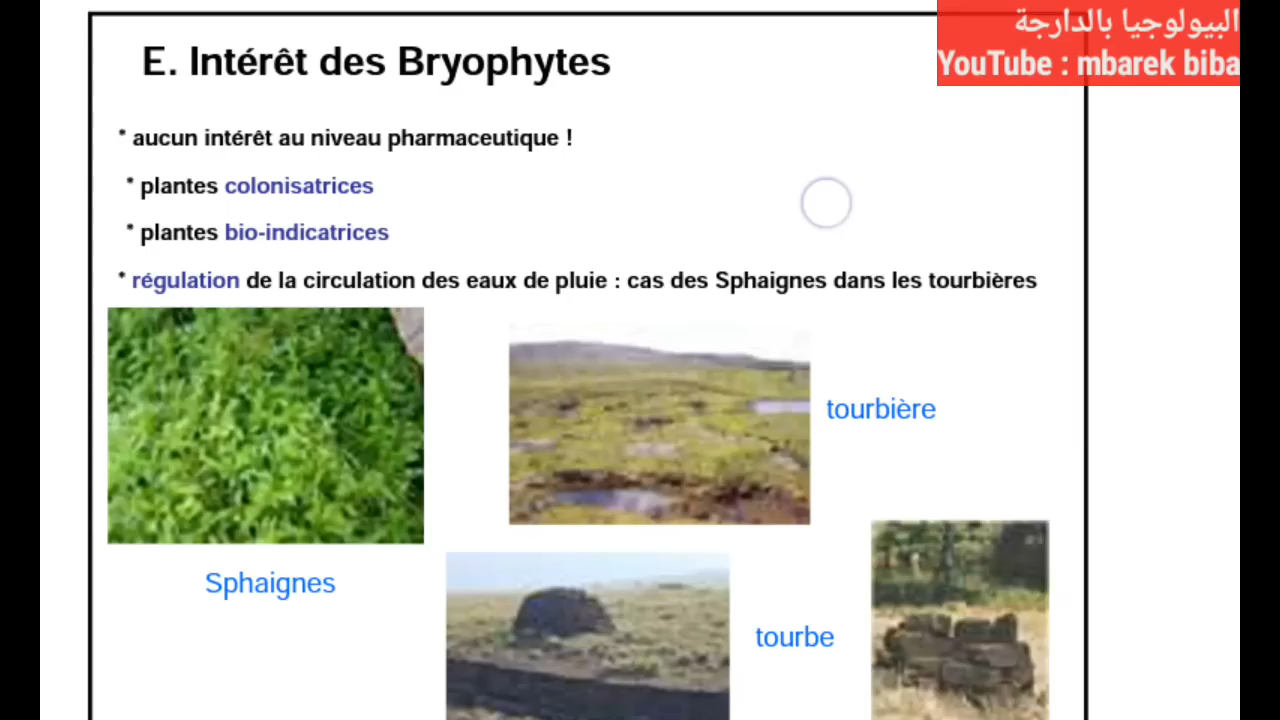 البيولوجيا بالدارجة
YouTube : mbarek biba
E. Intérêt des Bryophytes
* aucun intérêt au niveau pharmaceutique !
* plantes colonisatrices
* plantes bio-indicatrices
* régulation de la circulation des eaux de pluie : cas des Sphaignes dans les tourbières
tourbière
Sphaignes
tourbe